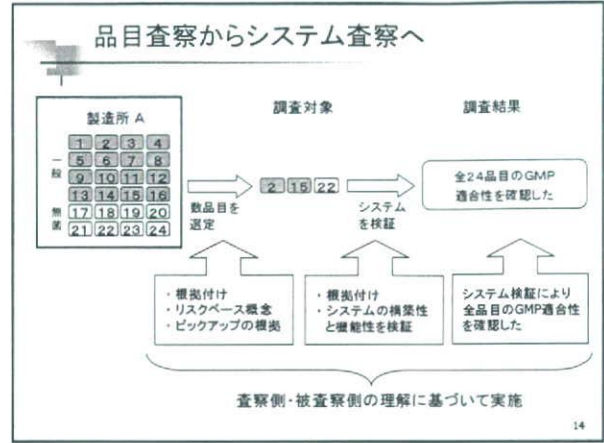 品目査察からシステム査察へ
製造所 A
調査対象
調査結果
一般
1 2 3 4
5 6 7 8
9 10 11 12
13 14 15 16
無菌
17 18 19 20
21 22 23 24
数品目を
選定
2 15 22
システム
を検証
全24品目のGMP
適合性を確認した
・根拠付け
・リスクベース概念
・ピックアップの根拠
・根拠付け
・システムの構築性
と機能性を検証
システム検証により
全品目のGMP適合性
を確認した
査察側・被査察側の理解に基づいて実施
14